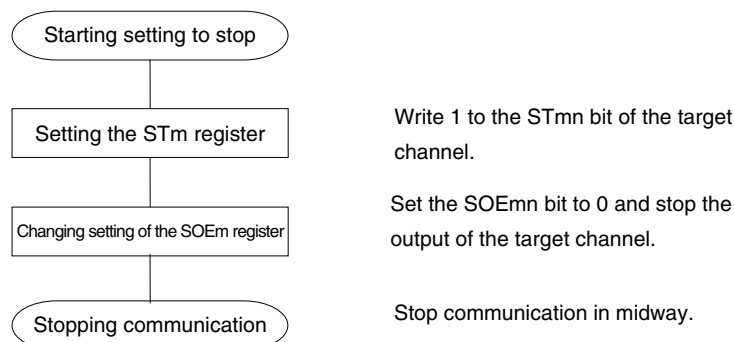 Starting setting to stop
Setting the STm register
Write 1 to the STmn bit of the target
channel.
Changing setting of the SOEm register
Set the SOEmn bit to 0 and stop the
output of the target channel.
Stopping communication
Stop communication in midway.